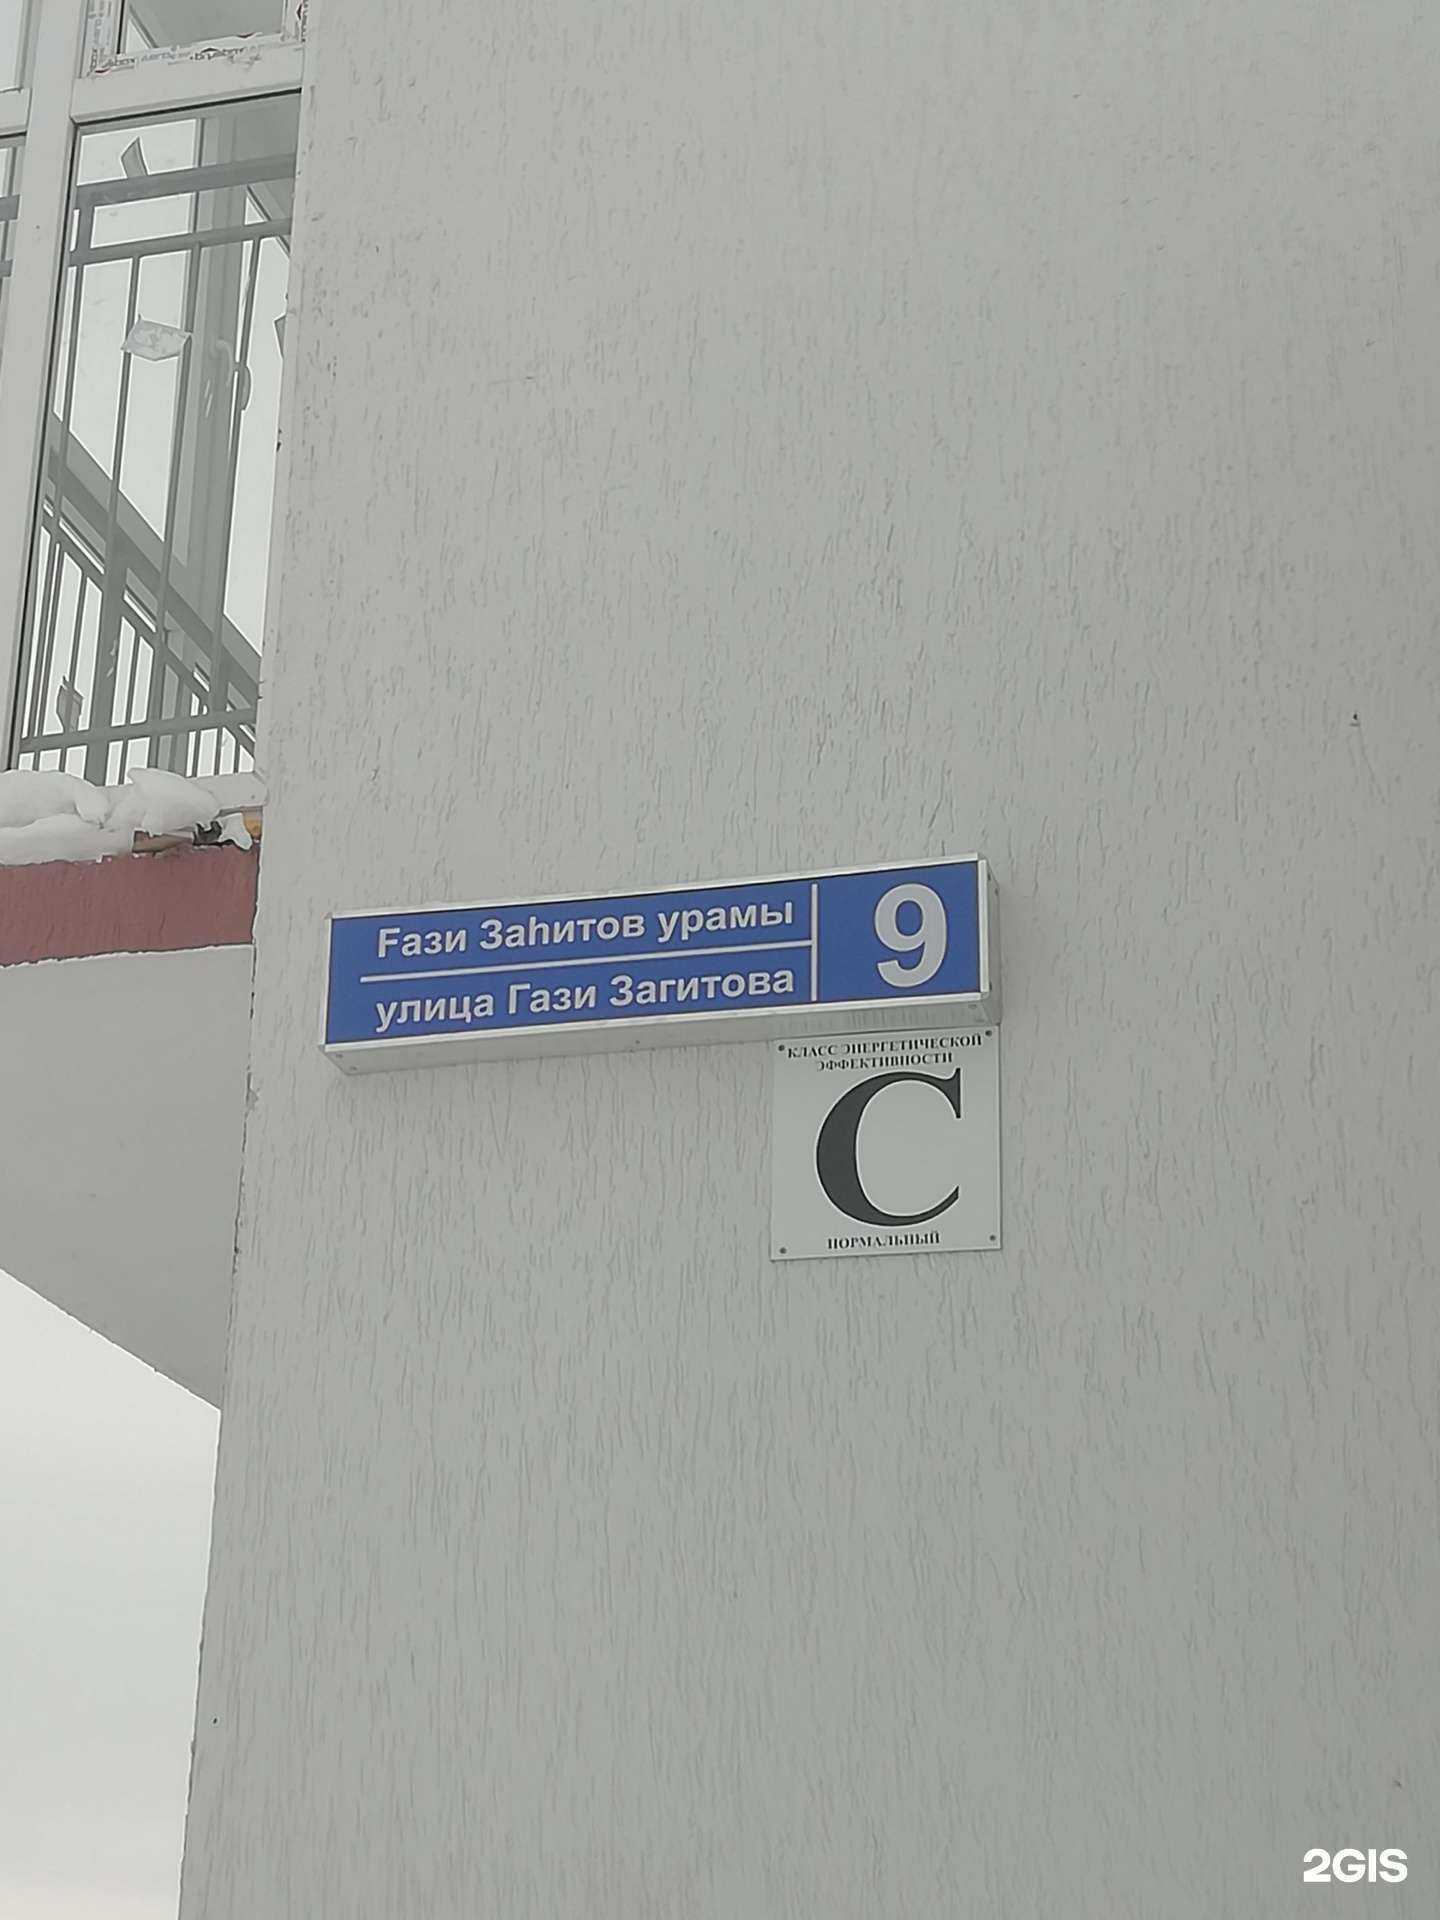 Ғази Заһитов урамы
улица Гази Загитова
9
КЛАСС ЭНЕРГЕТИЧЕСКОЙ
ЭФФЕКТИВНОСТИ
C
НОРМАЛЬНЫЙ
2GIS